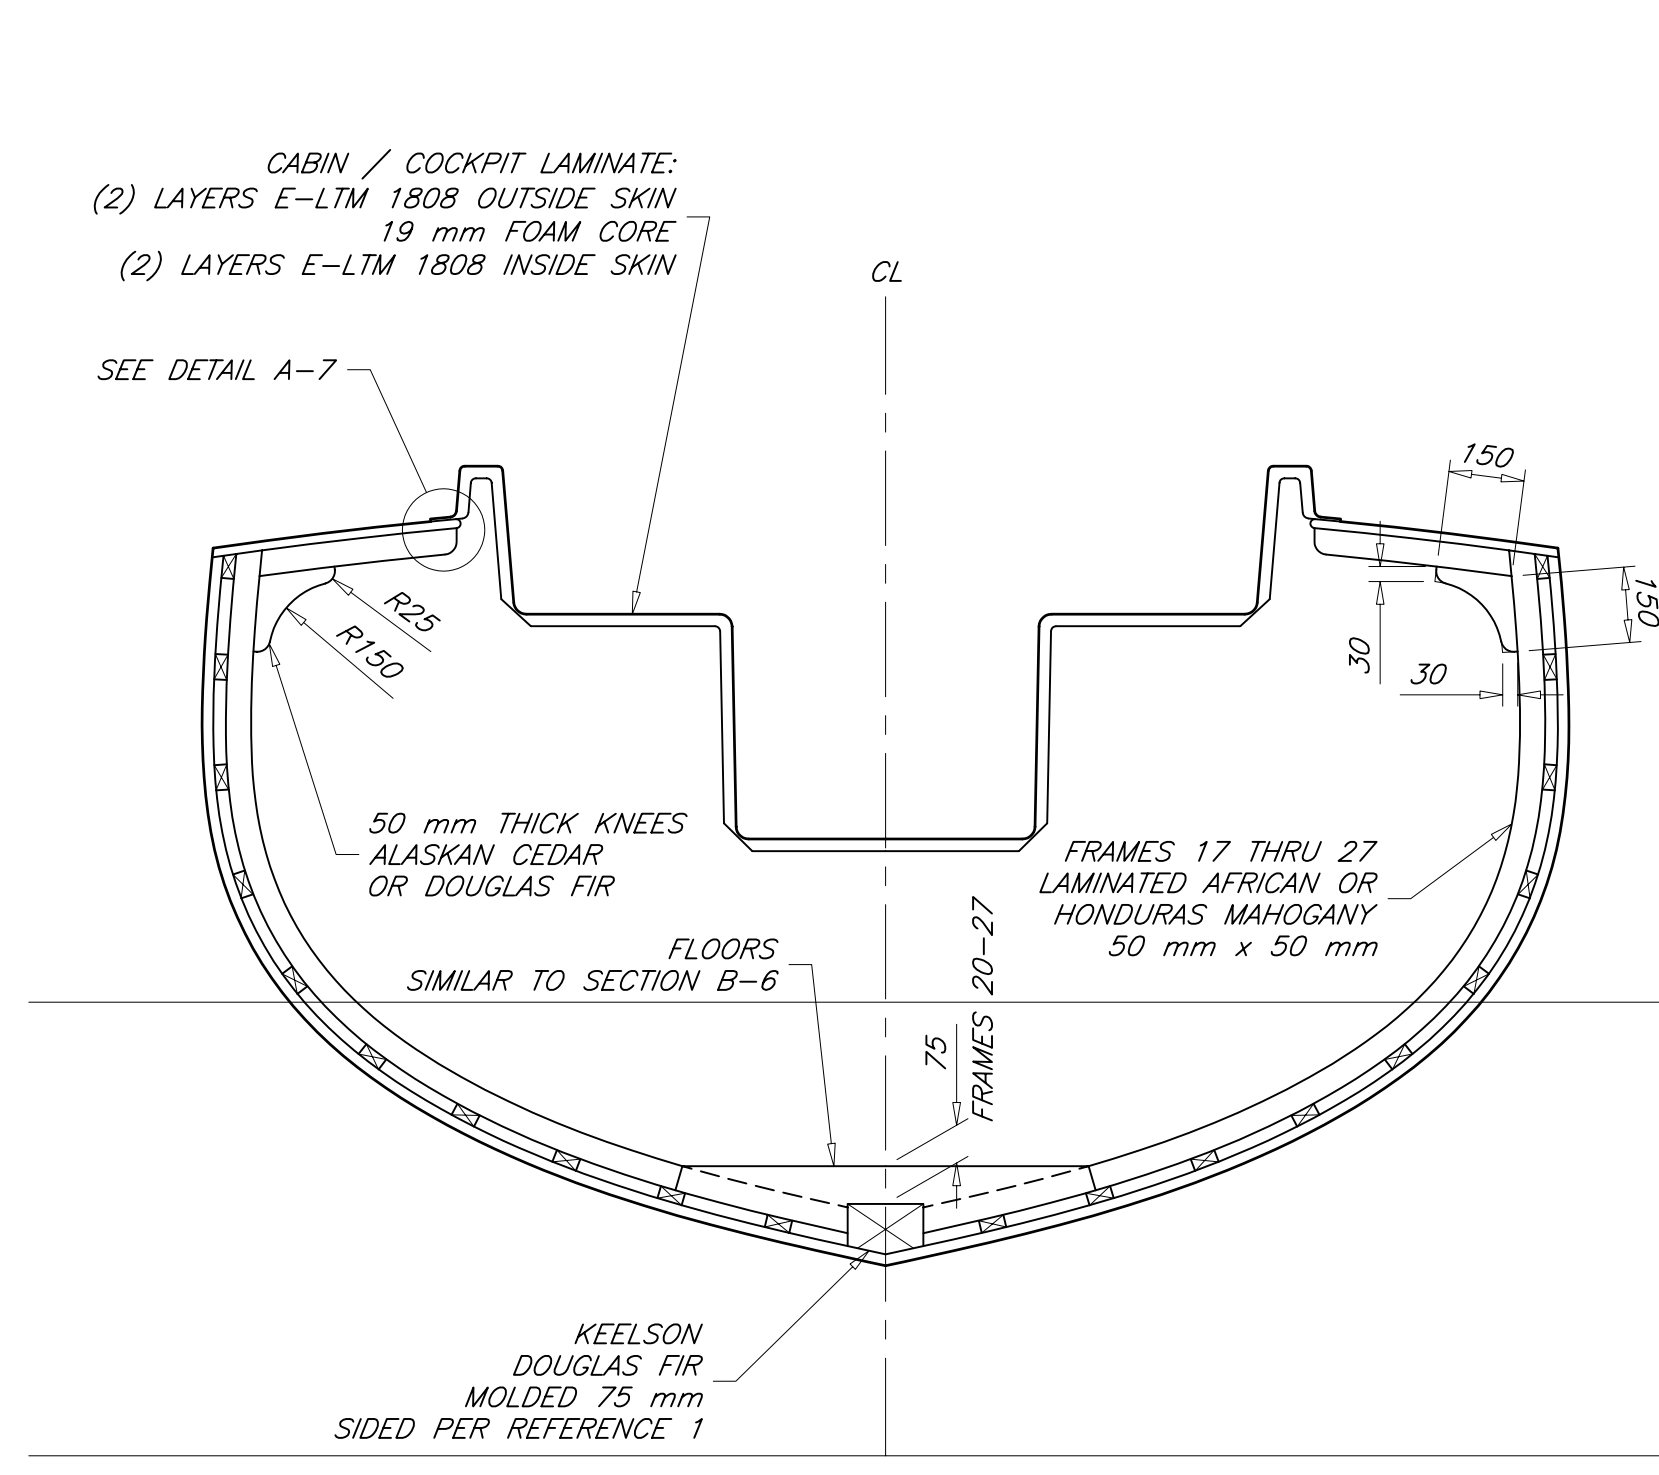 CABIN / COCKPIT LAMINATE:
(2) LAYERS E-LTM 1808 OUTSIDE SKIN
19 mm FOAM CORE
(2) LAYERS E-LTM 1808 INSIDE SKIN
CL
SEE DETAIL A-7
150
150
30
30
R25
R150
50 mm THICK KNEES
ALASKAN CEDAR
OR DOUGLAS FIR
FRAMES 17 THRU 27
LAMINATED AFRICAN OR
HONDURAS MAHOGANY
50 mm x 50 mm
FLOORS
SIMILAR TO SECTION B-6
75
FRAMES 20-27
KEELSON
DOUGLAS FIR
MOLDED 75 mm
SIDED PER REFERENCE 1